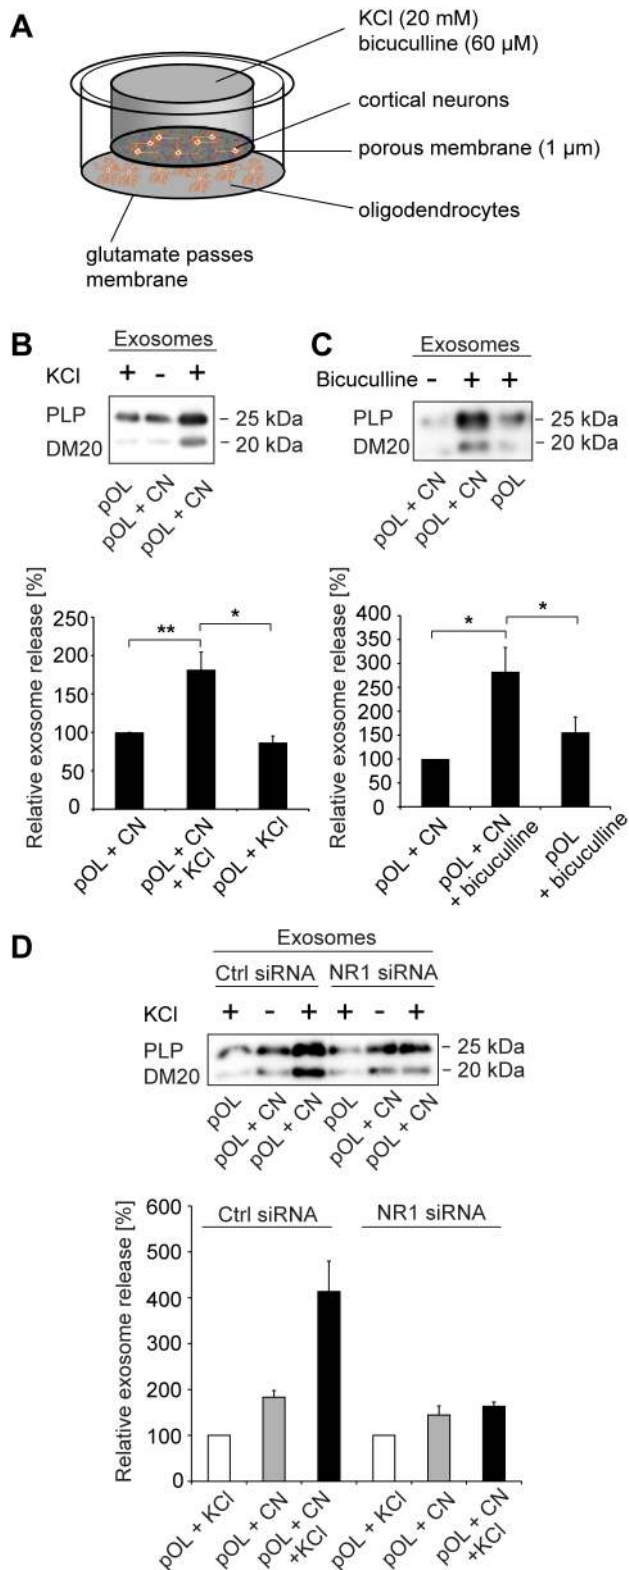 A
KCl (20 mM)
bicuculline (60 µM)
cortical neurons
porous membrane (1 µm)
oligodendrocytes
glutamate passes
membrane
B
Exosomes
KCl + - +
PLP - 25 kDa
DM20 - 20 kDa
pOL
pOL + CN
pOL + CN
Relative exosome release [%]
250
200
150
100
50
0
**
*
pOL + CN
pOL + CN
+ KCl
pOL + KCl
C
Exosomes
Bicuculline - + +
PLP - 25 kDa
DM20 - 20 kDa
pOL + CN
pOL + CN
pOL
Relative exosome release [%]
400
350
300
250
200
150
100
50
0
*
*
pOL + CN
pOL + CN
+ bicuculline
pOL
+ bicuculline
D
Exosomes
Ctrl siRNA NR1 siRNA
KCl + - + + - +
PLP - 25 kDa
DM20 - 20 kDa
pOL
pOL + CN
pOL + CN
pOL
pOL + CN
pOL + CN
Relative exosome release [%]
600
500
400
300
200
100
0
Ctrl siRNA
NR1 siRNA
pOL + KCl
pOL + CN
pOL + CN
+KCl
pOL + KCl
pOL + CN
pOL + CN
+KCl